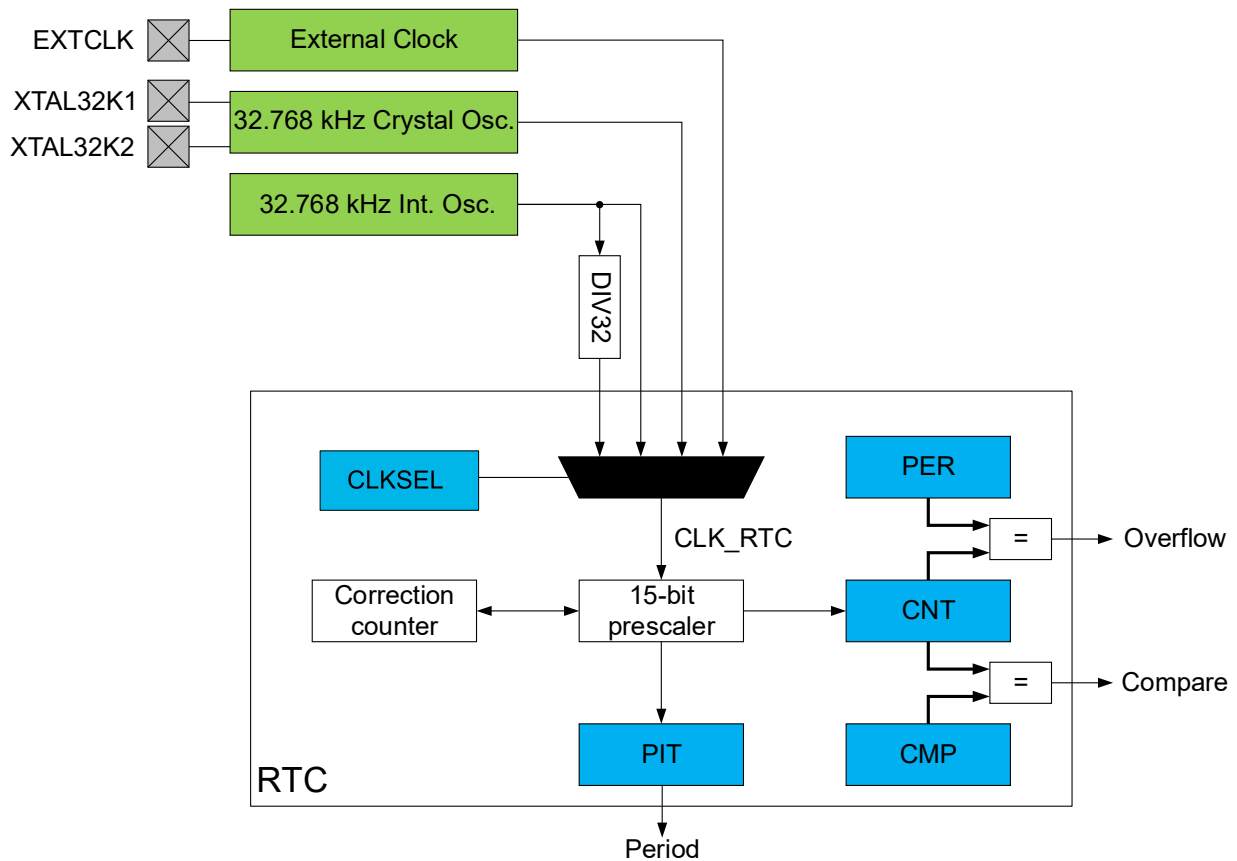 EXTCLK
External Clock
XTAL32K1
XTAL32K2
32.768 kHz Crystal Osc.
32.768 kHz Int. Osc.
DIV32
CLKSEL
PER
CLK_RTC
=
Overflow
Correction
counter
15-bit
prescaler
CNT
=
Compare
PIT
CMP
RTC
Period